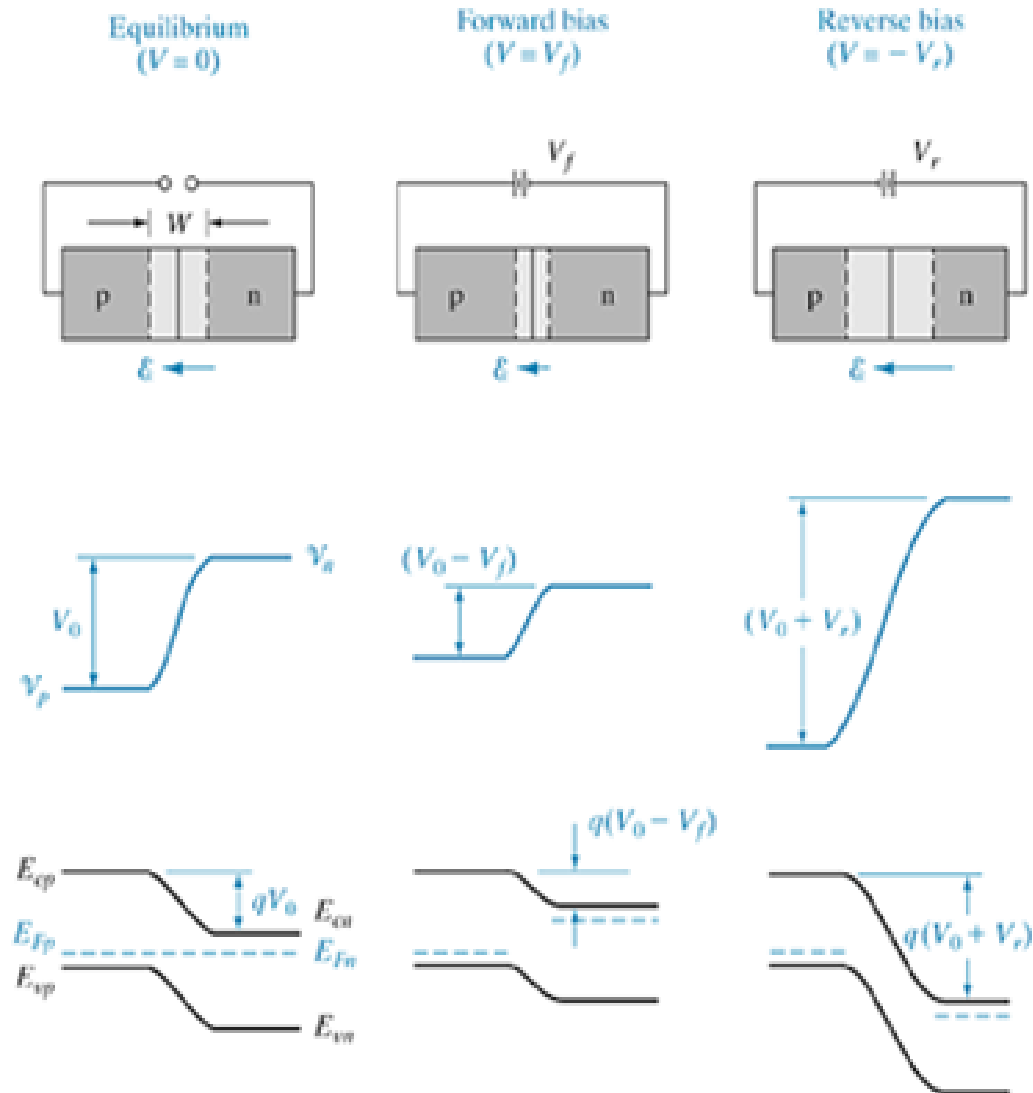 Equilibrium
(V = 0)
Forward bias
(V = V_f)
Reverse bias
(V = − V_r)
V_f
V_r
W
p n
p n
p n
ℰ
ℰ
ℰ
𝒱_n
V_0
𝒱_p
(V_0 − V_f)
(V_0 + V_r)
q(V_0 − V_f)
E_cp
qV_0
E_cn
E_Fp
E_Fn
E_vp
E_vn
q(V_0 + V_r)